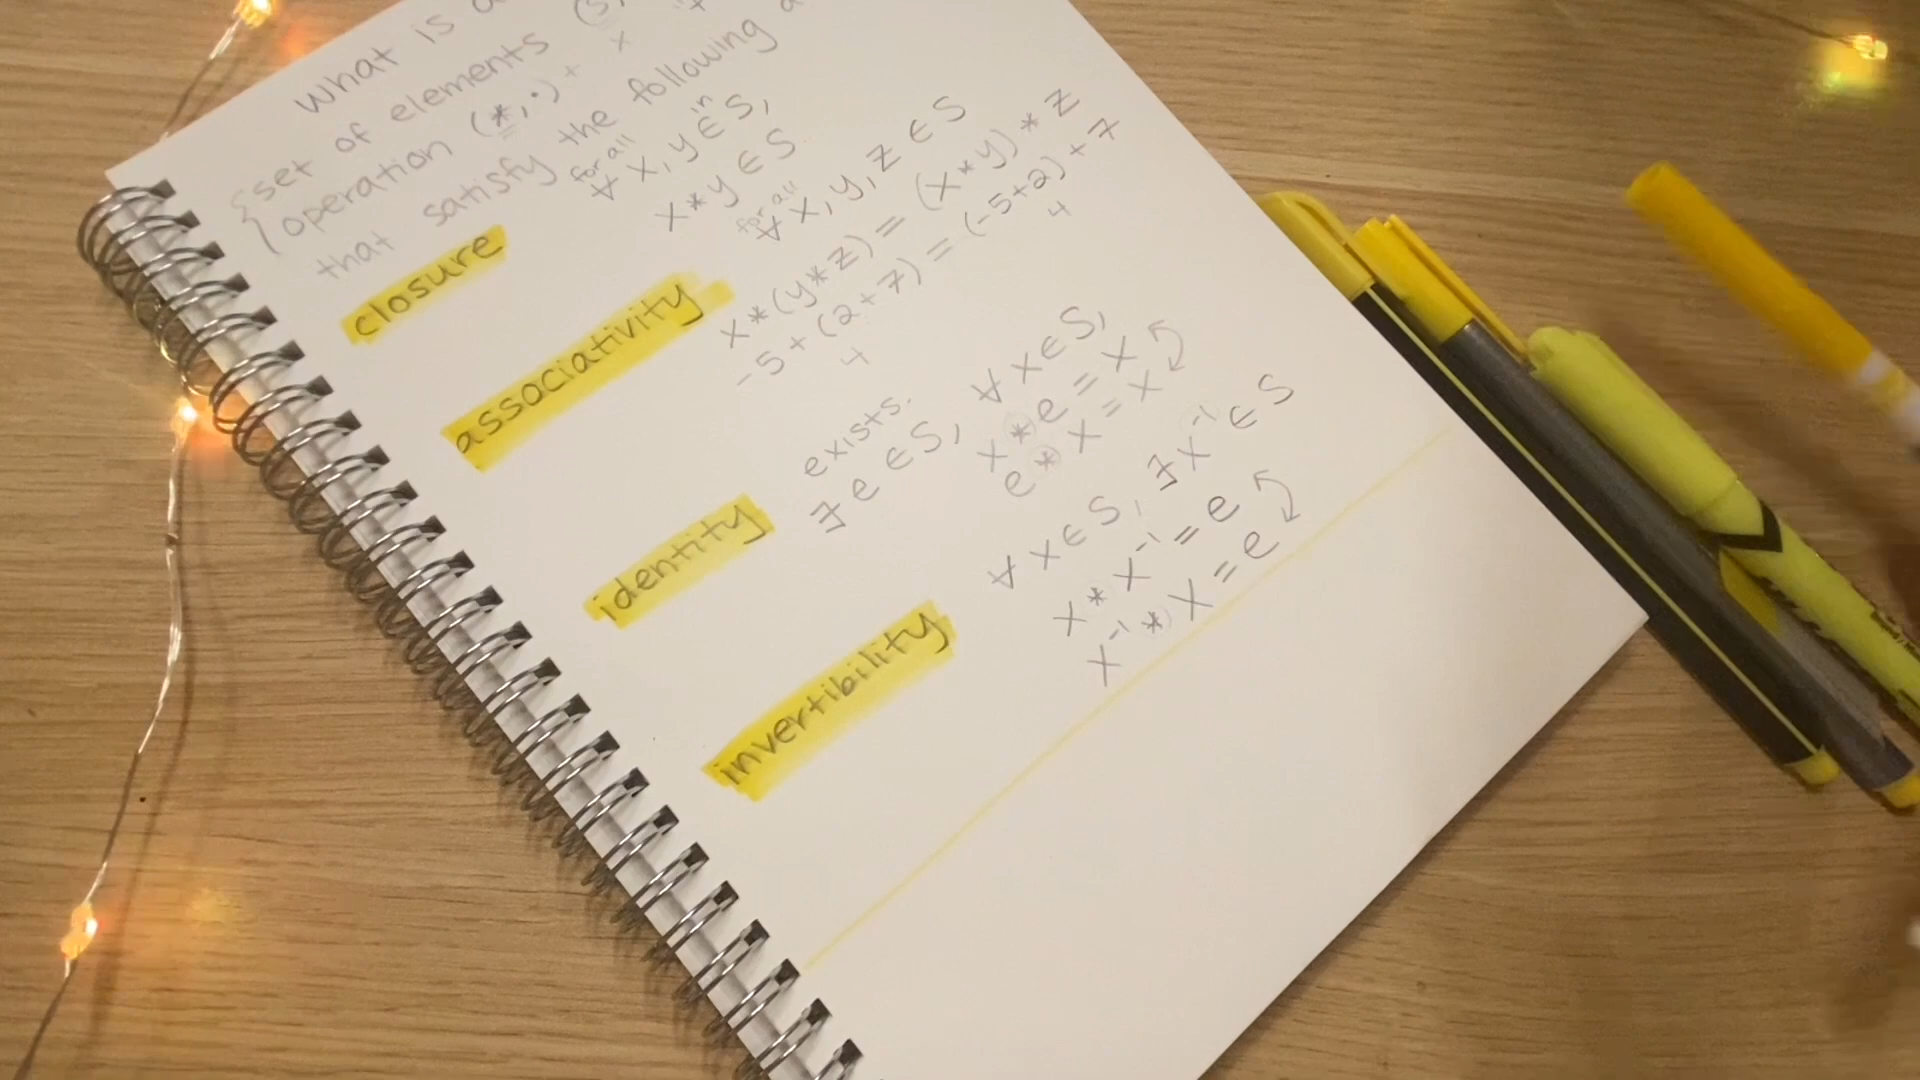 What is
{set of elements (S,
operation (*,·) + x
that satisfy the following
closure
for all in
∀ x, y ∈ S,
x * y ∈ S
associativity
for all
∀ x, y, z ∈ S
x * (y * z) = (x * y) * z
-5 + (2+7) = (-5+2) + 7
4 4
identity
exists
∃ e ∈ S, ∀ x ∈ S,
x * e = x
e * x = x
invertibility
∀ x ∈ S, ∃ x⁻¹ ∈ S
x * x⁻¹ = e
x⁻¹ * x = e